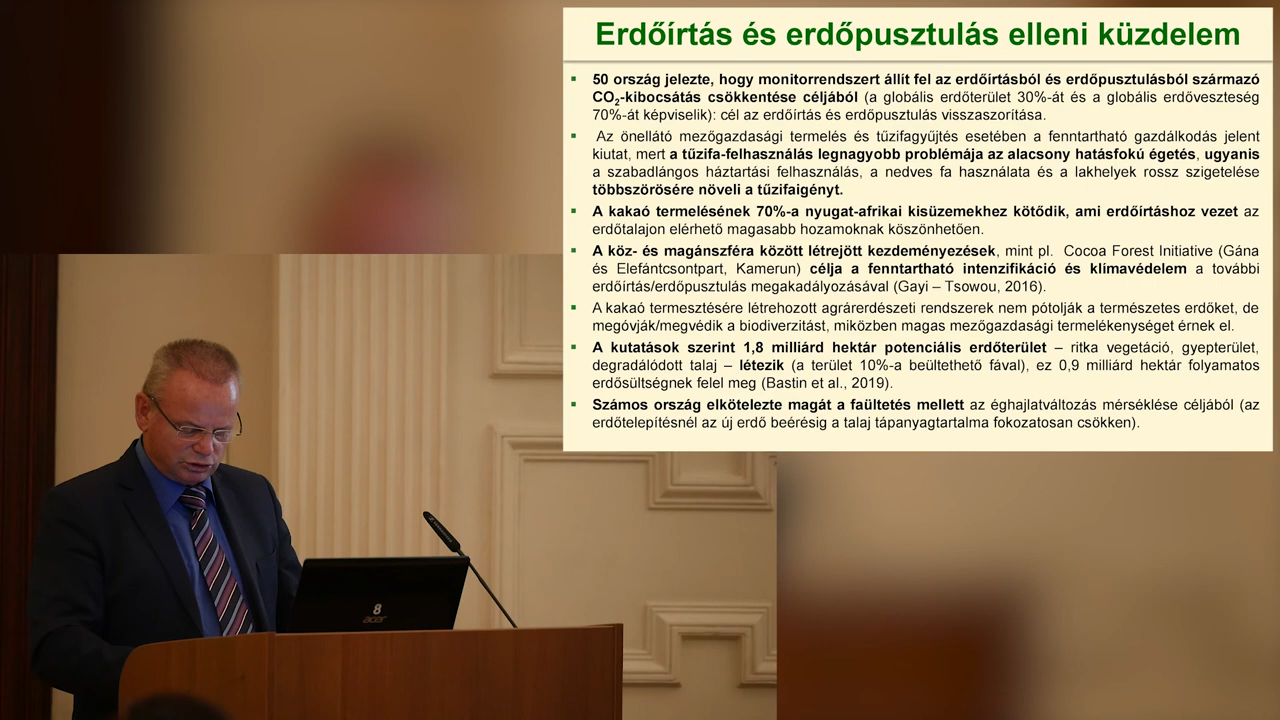 Erdőírtás és erdőpusztulás elleni küzdelem
▪ 50 ország jelezte, hogy monitorrendszert állít fel az erdőírtásból és erdőpusztulásból származó
CO₂-kibocsátás csökkentése céljából (a globális erdőterület 30%-át és a globális erdőveszteség
70%-át képviselik): cél az erdőírtás és erdőpusztulás visszaszorítása.
▪ Az önellátó mezőgazdasági termelés és tűzifagyűjtés esetében a fenntartható gazdálkodás jelent
kiutat, mert a tűzifa-felhasználás legnagyobb problémája az alacsony hatásfokú égetés, ugyanis
a szabadlángos háztartási felhasználás, a nedves fa használata és a lakhelyek rossz szigetelése
többszörösére növeli a tűzifaigényt.
▪ A kakaó termelésének 70%-a nyugat-afrikai kisüzemekhez kötődik, ami erdőírtáshoz vezet az
erdőtalajon elérhető magasabb hozamoknak köszönhetően.
▪ A köz- és magánszféra között létrejött kezdeményezések, mint pl. Cocoa Forest Initiative (Gána
és Elefántcsontpart, Kamerun) célja a fenntartható intenzifikáció és klímavédelem a további
erdőírtás/erdőpusztulás megakadályozásával (Gayi – Tsowou, 2016).
▪ A kakaó termesztésére létrehozott agrárerdészeti rendszerek nem pótolják a természetes erdőket, de
megóvják/megvédik a biodiverzitást, miközben magas mezőgazdasági termelékenységet érnek el.
▪ A kutatások szerint 1,8 milliárd hektár potenciális erdőterület – ritka vegetáció, gyepterület,
degradálódott talaj – létezik (a terület 10%-a beültethető fával), ez 0,9 milliárd hektár folyamatos
erdősültségnek felel meg (Bastin et al., 2019).
▪ Számos ország elkötelezte magát a faültetés mellett az éghajlatváltozás mérséklése céljából (az
erdőtelepítésnél az új erdő beérésig a talaj tápanyagtartalma fokozatosan csökken).
8
acer